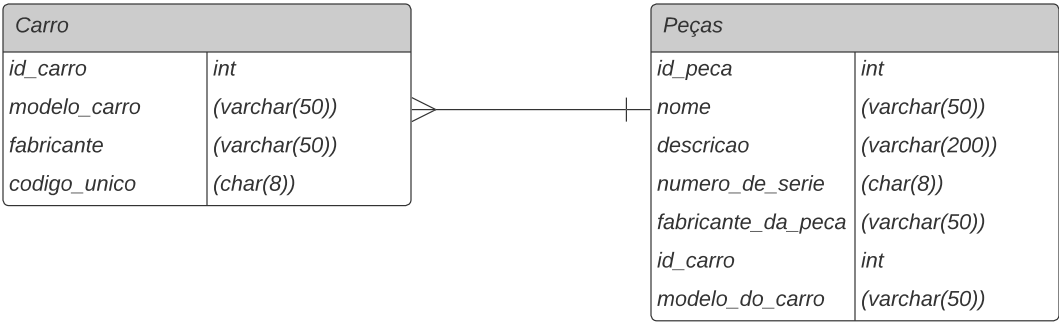 Carro
id_carro int
modelo_carro (varchar(50))
fabricante (varchar(50))
codigo_unico (char(8))
Peças
id_peca int
nome (varchar(50))
descricao (varchar(200))
numero_de_serie (char(8))
fabricante_da_peca (varchar(50))
id_carro int
modelo_do_carro (varchar(50))